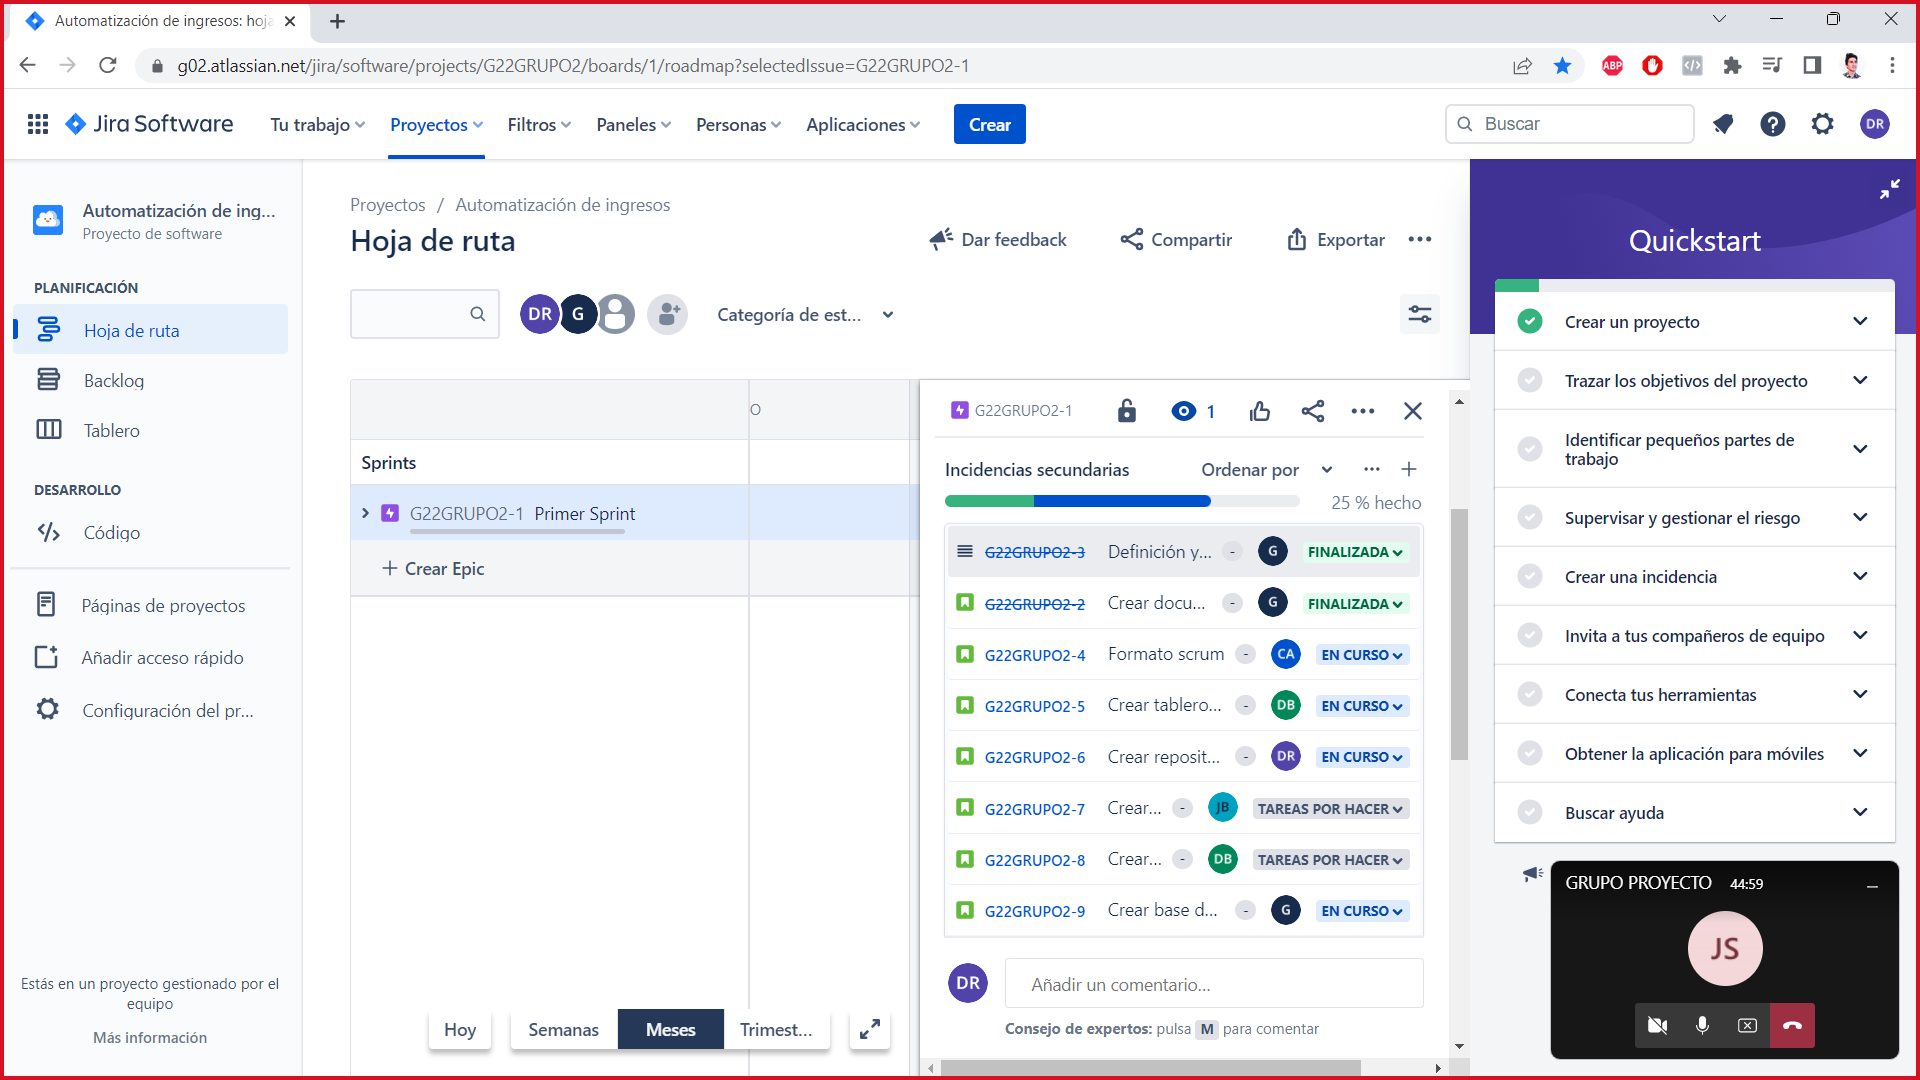 Automatización de ingresos: hoja
g02.atlassian.net/jira/software/projects/G22GRUPO2/boards/1/roadmap?selectedIssue=G22GRUPO2-1
ABP
Jira Software
Tu trabajo
Proyectos
Filtros
Paneles
Personas
Aplicaciones
Crear
Buscar
DR
Automatización de ing...
Proyecto de software
PLANIFICACIÓN
Hoja de ruta
Backlog
Tablero
DESARROLLO
Código
Páginas de proyectos
Añadir acceso rápido
Configuración del pr...
Estás en un proyecto gestionado por el
equipo
Más información
Proyectos / Automatización de ingresos
Hoja de ruta
Dar feedback
Compartir
Exportar
DR
G
Categoría de est...
O
Sprints
G22GRUPO2-1 Primer Sprint
Crear Epic
Hoy
Semanas
Meses
Trimest...
G22GRUPO2-1
1
Incidencias secundarias
Ordenar por
25 % hecho
G22GRUPO2-3 Definición y... - G FINALIZADA
G22GRUPO2-2 Crear docu... - G FINALIZADA
G22GRUPO2-4 Formato scrum - CA EN CURSO
G22GRUPO2-5 Crear tablero... - DB EN CURSO
G22GRUPO2-6 Crear reposit... - DR EN CURSO
G22GRUPO2-7 Crear... - JB TAREAS POR HACER
G22GRUPO2-8 Crear... - DB TAREAS POR HACER
G22GRUPO2-9 Crear base d... - G EN CURSO
DR
Añadir un comentario...
Consejo de expertos: pulsa M para comentar
Quickstart
Crear un proyecto
Trazar los objetivos del proyecto
Identificar pequeños partes de
trabajo
Supervisar y gestionar el riesgo
Crear una incidencia
Invita a tus compañeros de equipo
Conecta tus herramientas
Obtener la aplicación para móviles
Buscar ayuda
GRUPO PROYECTO 44:59
JS